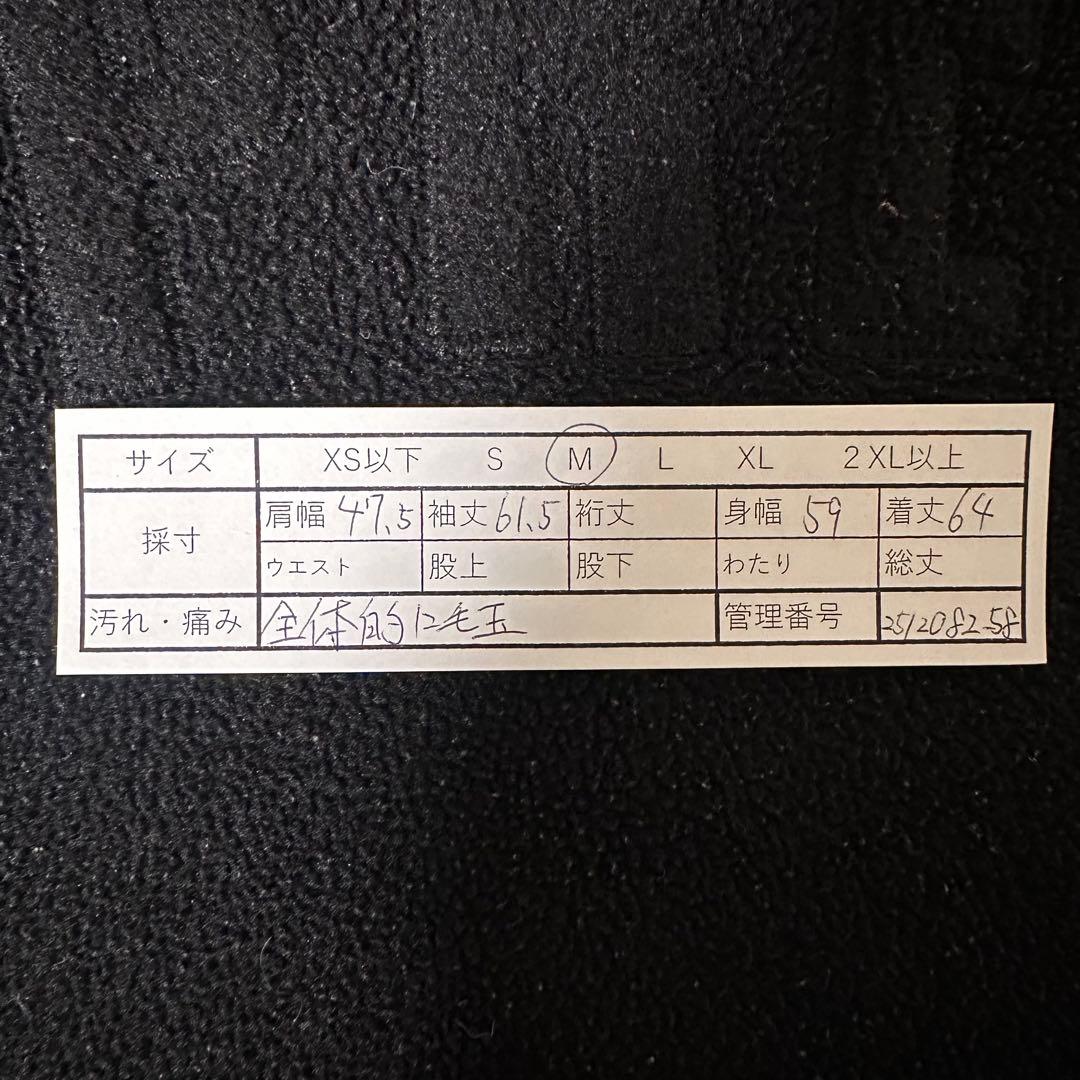 サイズ XS以下 S M L XL 2XL以上
採寸 肩幅 47.5 袖丈 61.5 裄丈 身幅 59 着丈 64
ウエスト 股上 股下 わたり 総丈
汚れ・痛み 全体的に毛玉 管理番号 251208258